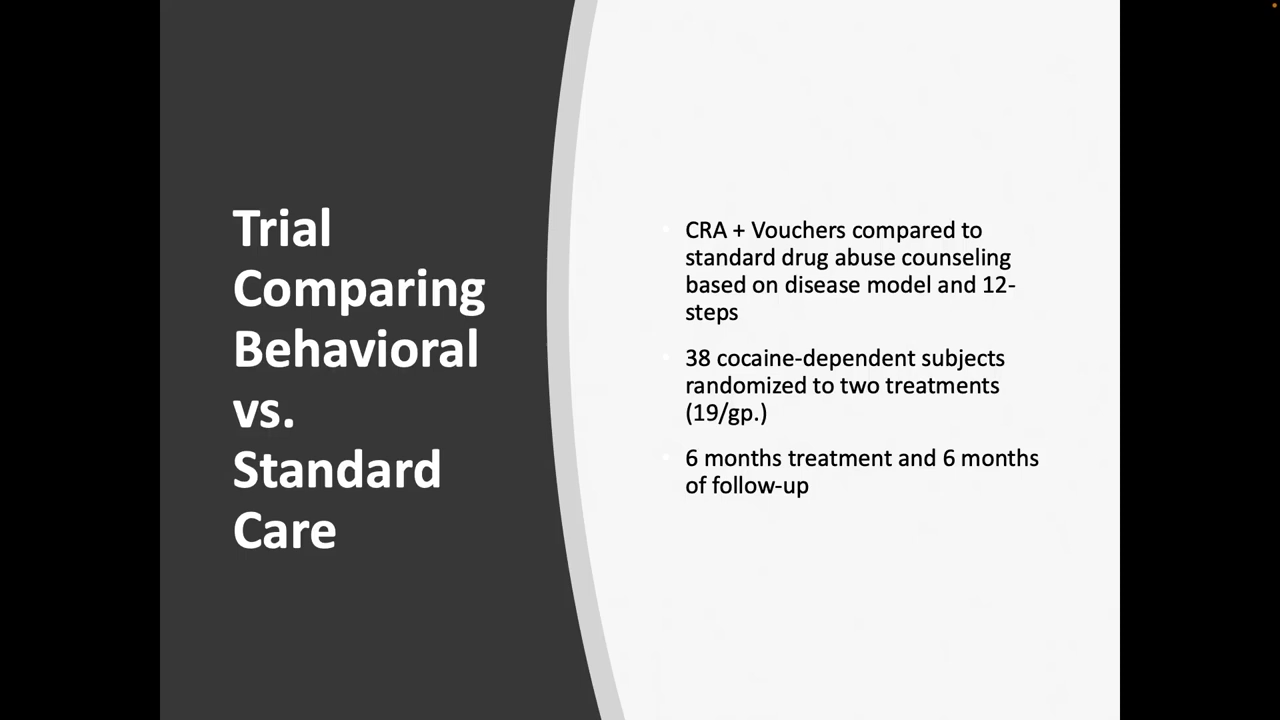 Trial
Comparing
Behavioral
vs.
Standard
Care
CRA + Vouchers compared to
standard drug abuse counseling
based on disease model and 12-
steps
38 cocaine-dependent subjects
randomized to two treatments
(19/gp.)
6 months treatment and 6 months
of follow-up